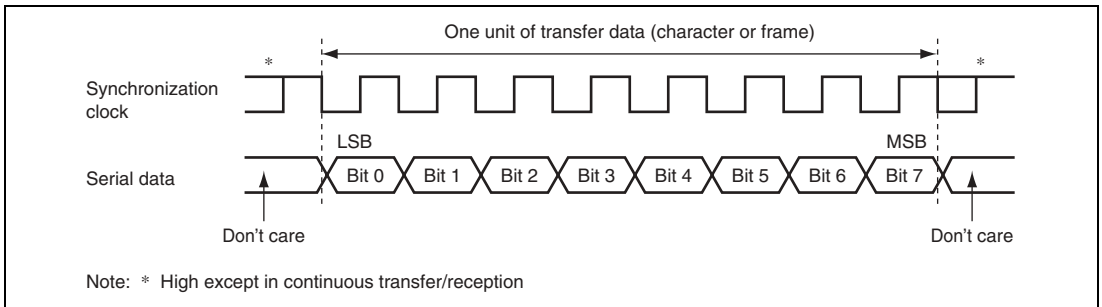 One unit of transfer data (character or frame)
*
*
Synchronization
clock
LSB
MSB
Serial data
Bit 0
Bit 1
Bit 2
Bit 3
Bit 4
Bit 5
Bit 6
Bit 7
Don't care
Don't care
Note: * High except in continuous transfer/reception